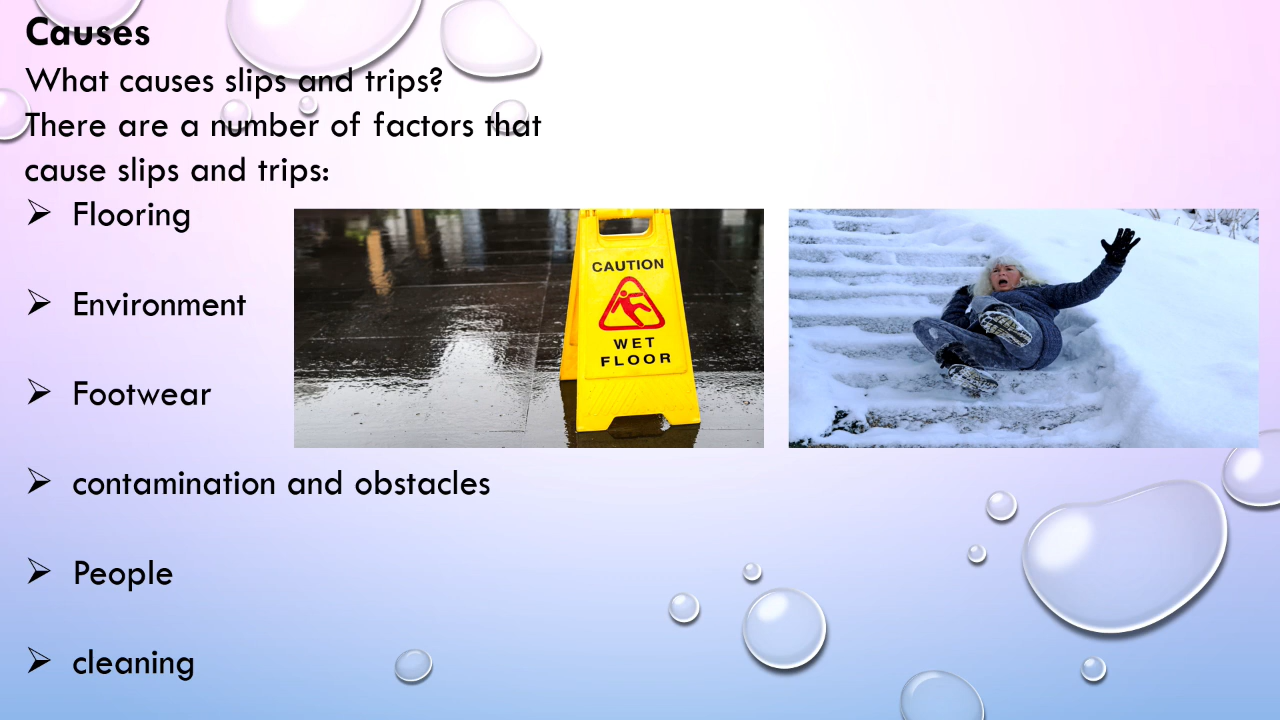 Causes
What causes slips and trips?
There are a number of factors that
cause slips and trips:
➢ Flooring
➢ Environment
➢ Footwear
➢ contamination and obstacles
➢ People
➢ cleaning
CAUTION
WET
FLOOR